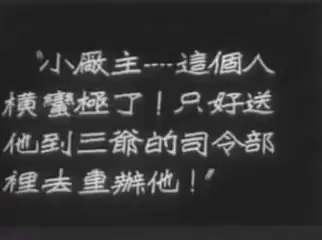 “小廠主----這個人
橫蠻極了！只好送
他到三爺的司令部
裡去重辦他！”